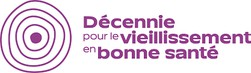 Décennie
pour le vieillissement
en bonne santé